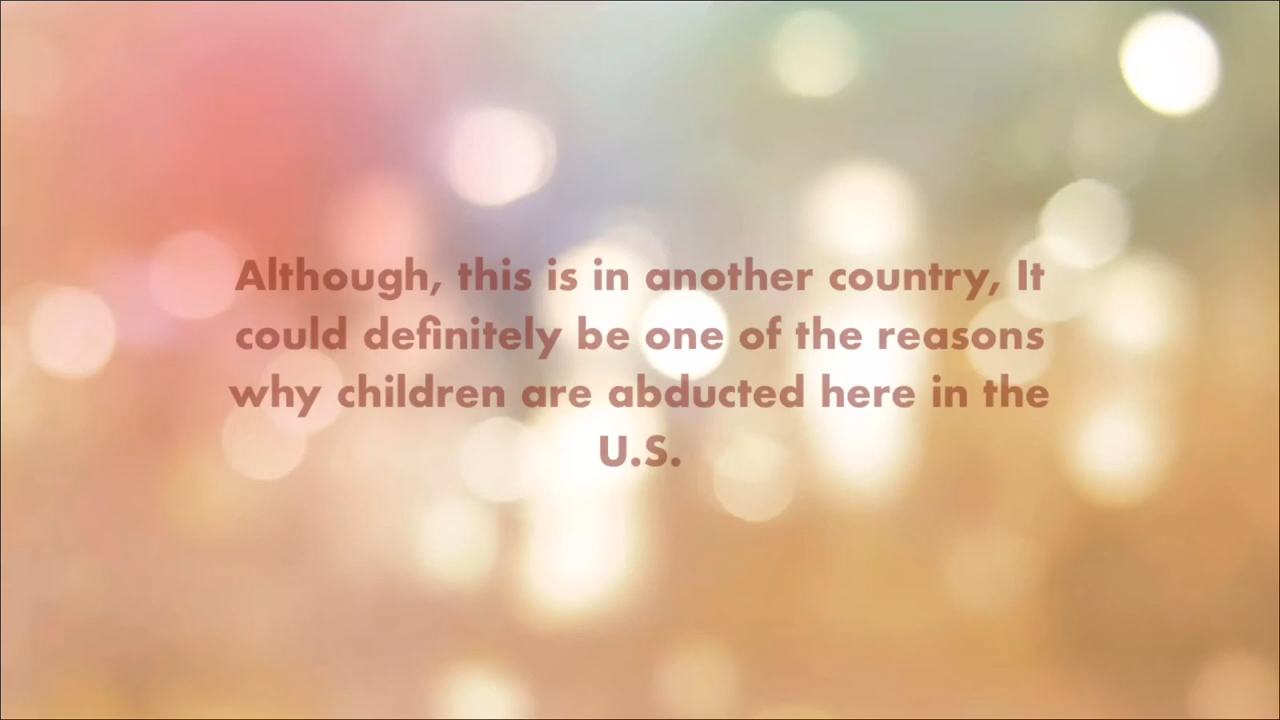 Although, this is in another country, It
could definitely be one of the reasons
why children are abducted here in the
U.S.